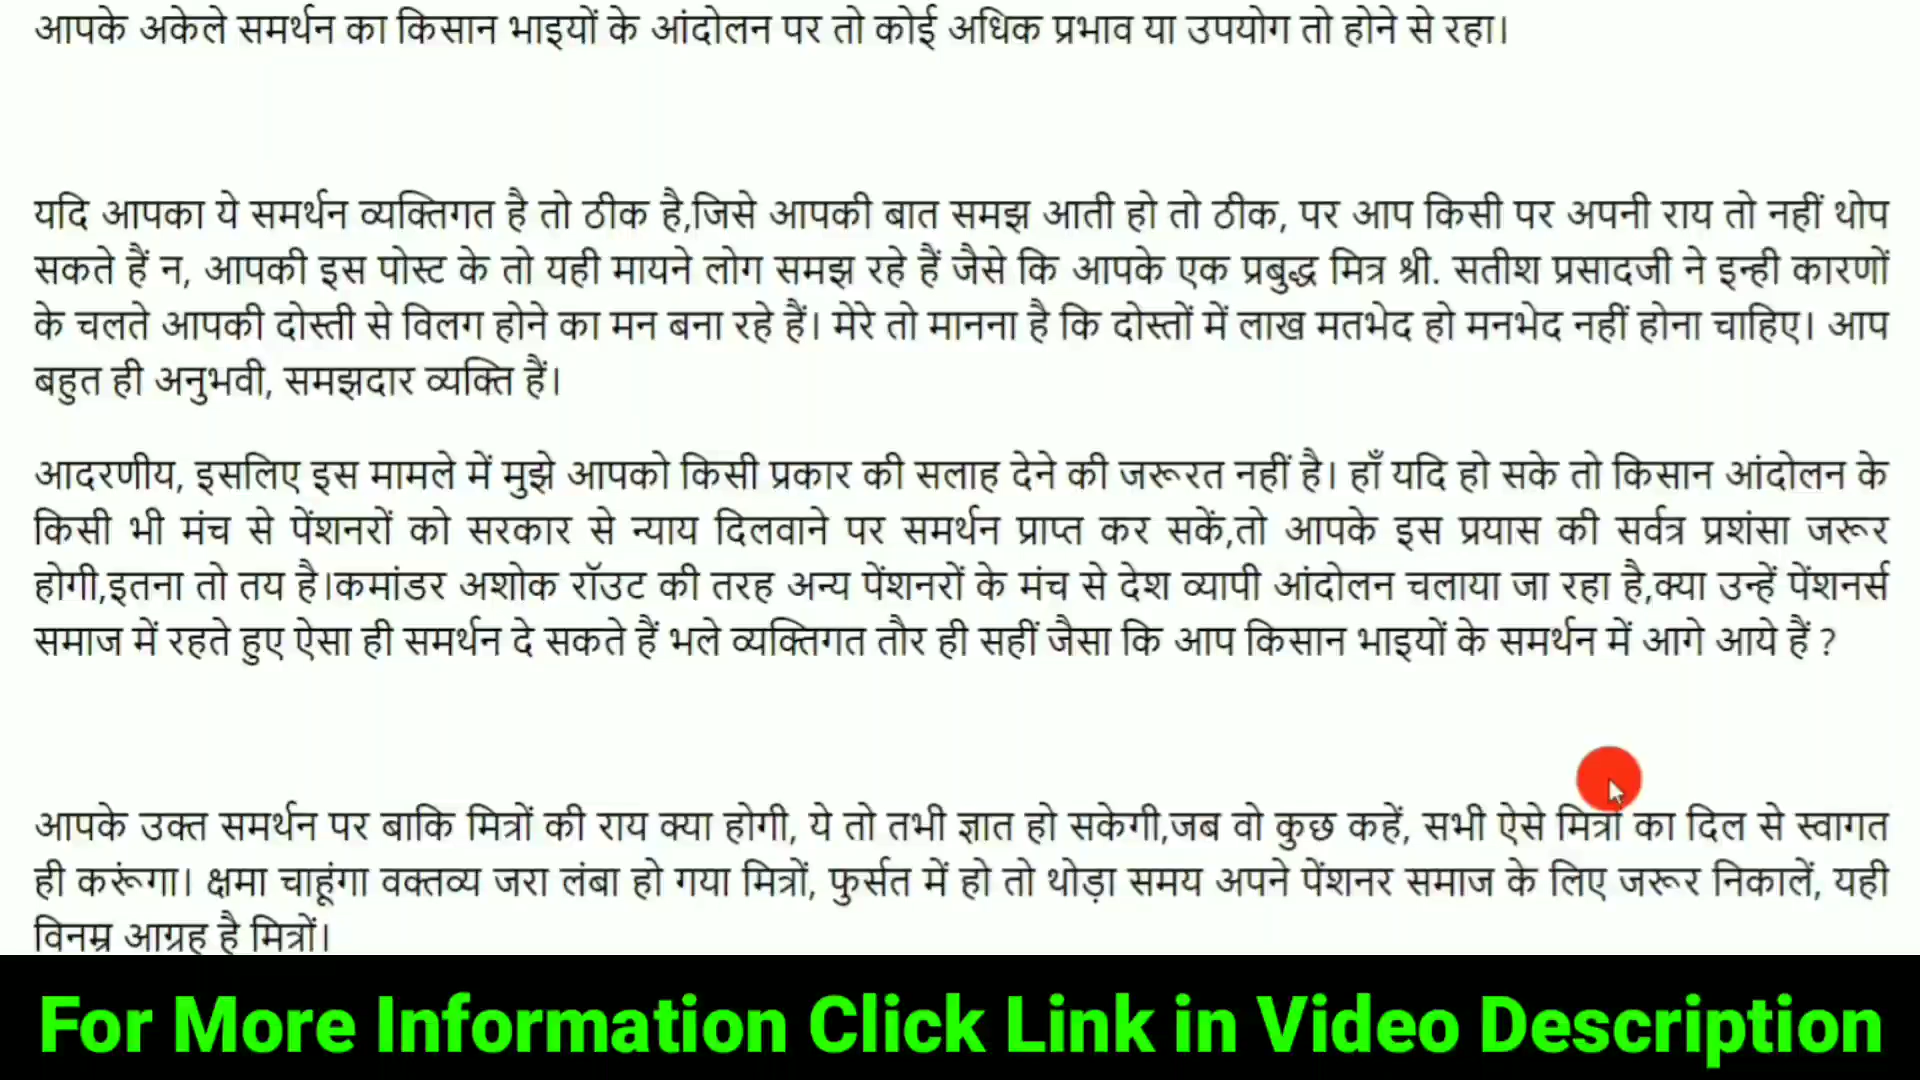 आपके अकेले समर्थन का किसान भाइयों के आंदोलन पर तो कोई अधिक प्रभाव या उपयोग तो होने से रहा।
यदि आपका ये समर्थन व्यक्तिगत है तो ठीक है,जिसे आपकी बात समझ आती हो तो ठीक, पर आप किसी पर अपनी राय तो नहीं थोप
सकते हैं न, आपकी इस पोस्ट के तो यही मायने लोग समझ रहे हैं जैसे कि आपके एक प्रबुद्ध मित्र श्री. सतीश प्रसादजी ने इन्ही कारणों
के चलते आपकी दोस्ती से विलग होने का मन बना रहे हैं। मेरे तो मानना है कि दोस्तों में लाख मतभेद हो मनभेद नहीं होना चाहिए। आप
बहुत ही अनुभवी, समझदार व्यक्ति हैं।
आदरणीय, इसलिए इस मामले में मुझे आपको किसी प्रकार की सलाह देने की जरूरत नहीं है। हाँ यदि हो सके तो किसान आंदोलन के
किसी भी मंच से पेंशनरों को सरकार से न्याय दिलवाने पर समर्थन प्राप्त कर सकें,तो आपके इस प्रयास की सर्वत्र प्रशंसा जरूर
होगी,इतना तो तय है।कमांडर अशोक रॉउट की तरह अन्य पेंशनरों के मंच से देश व्यापी आंदोलन चलाया जा रहा है,क्या उन्हें पेंशनर्स
समाज में रहते हुए ऐसा ही समर्थन दे सकते हैं भले व्यक्तिगत तौर ही सहीं जैसा कि आप किसान भाइयों के समर्थन में आगे आये हैं ?
आपके उक्त समर्थन पर बाकि मित्रों की राय क्या होगी, ये तो तभी ज्ञात हो सकेगी,जब वो कुछ कहें, सभी ऐसे मित्रों का दिल से स्वागत
ही करूंगा। क्षमा चाहूंगा वक्तव्य जरा लंबा हो गया मित्रों, फुर्सत में हो तो थोड़ा समय अपने पेंशनर समाज के लिए जरूर निकालें, यही
विनम्र आग्रह है मित्रों।
For More Information Click Link in Video Description